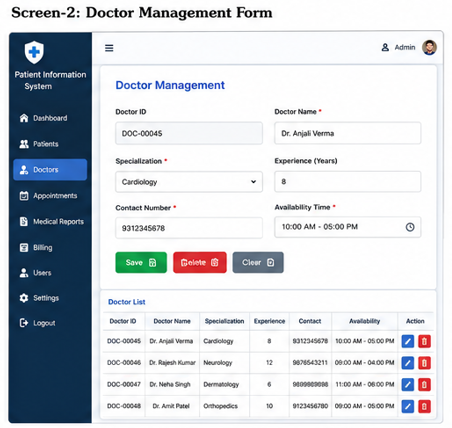 Screen-2: Doctor Management Form
Patient Information
System
Admin
Dashboard
Patients
Doctors
Appointments
Medical Reports
Billing
Users
Settings
Logout
Doctor Management
Doctor ID Doctor Name *
DOC-00045 Dr. Anjali Verma
Specialization * Experience (Years)
Cardiology 8
Contact Number * Availability Time *
9312345678 10:00 AM - 05:00 PM
Save Delete Clear
Doctor List
Doctor ID Doctor Name Specialization Experience Contact Availability Action
DOC-00045 Dr. Anjali Verma Cardiology 8 9312345678 10:00 AM - 05:00 PM
DOC-00046 Dr. Rajesh Kumar Neurology 12 9876543211 09:00 AM - 06:00 PM
DOC-00047 Dr. Neha Singh Dermatology 6 11:00 AM - 06:00 PM
DOC-00048 Dr. Amit Patel Orthopedics 10 9123456780 09:00 AM - 05:00 PM